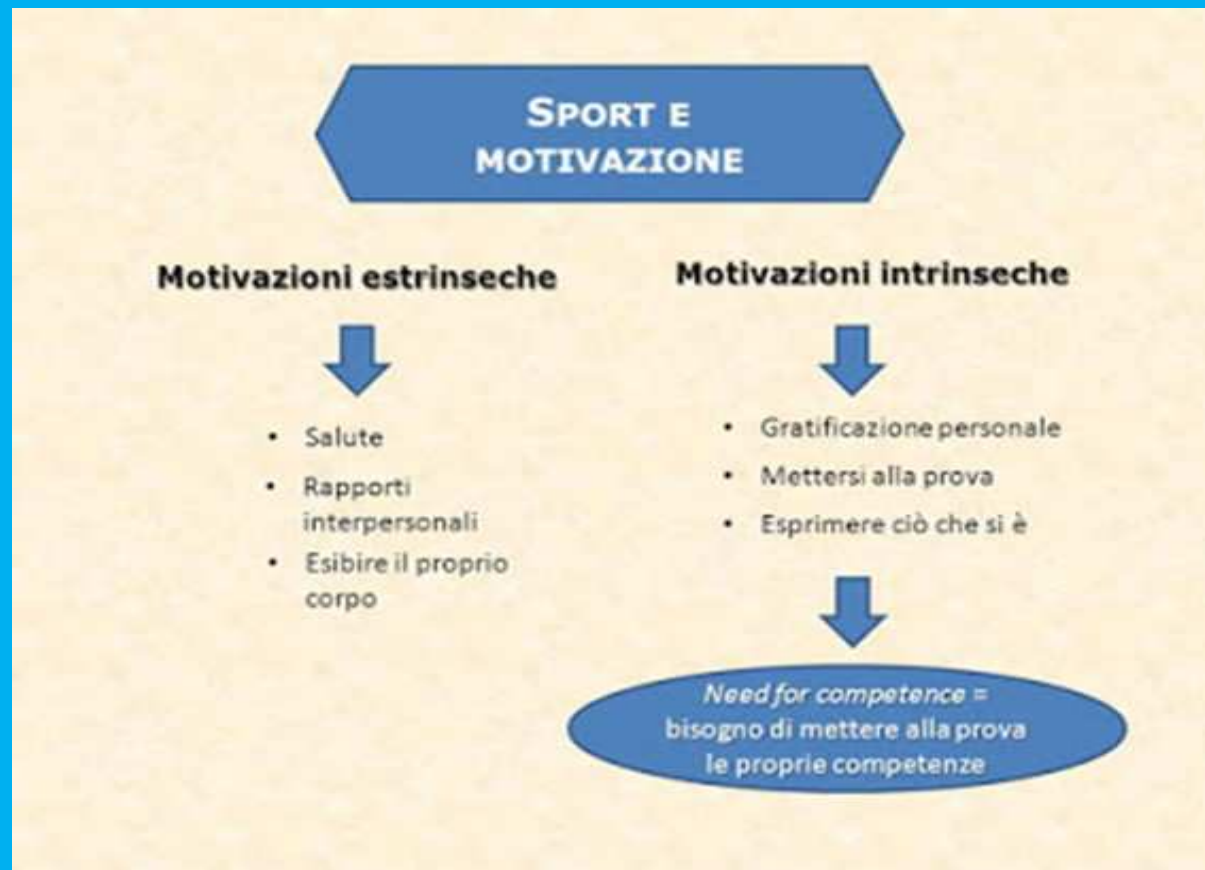 SPORT E
MOTIVAZIONE
Motivazioni estrinseche
• Salute
• Rapporti
interpersonali
• Esibire il proprio
corpo
Motivazioni intrinseche
• Gratificazione personale
• Mettersi alla prova
• Esprimere ciò che si è
Need for competence =
bisogno di mettere alla prova
le proprie competenze